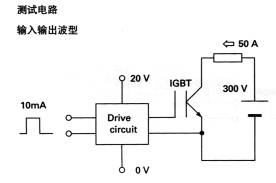 测试电路
输入输出波型
⇦ 50 A
20 V
IGBT
300 V
10mA
Drive
circuit
0 V